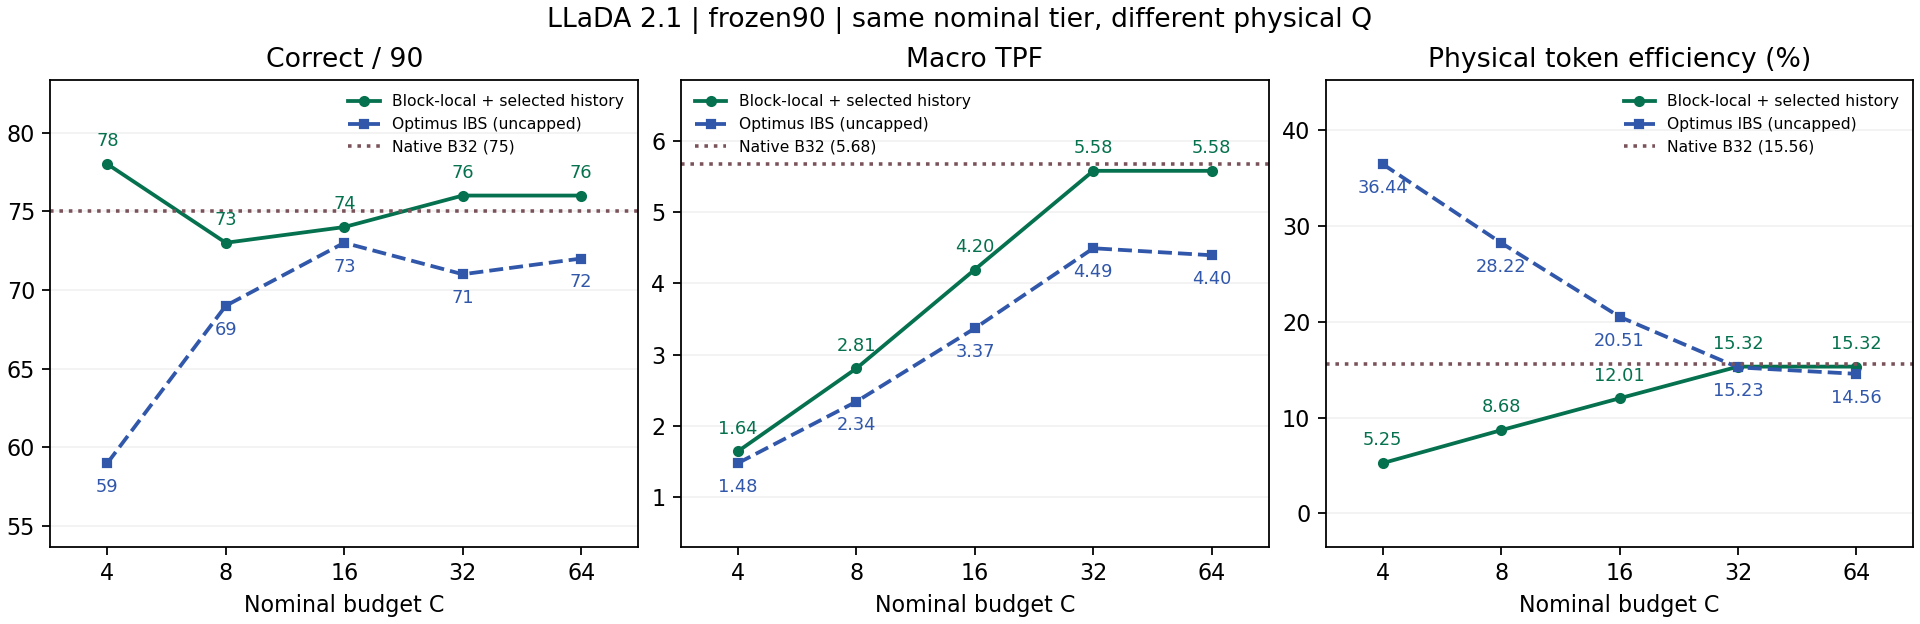 LLaDA 2.1 | frozen90 | same nominal tier, different physical Q
Correct / 90
Block-local + selected history
Optimus IBS (uncapped)
Native B32 (75)
80
75
70
65
60
55
78
73
74
76
76
59
69
73
71
72
4 8 16 32 64
Nominal budget C
Macro TPF
Block-local + selected history
Optimus IBS (uncapped)
Native B32 (5.68)
6
5
4
3
2
1
1.64
2.81
4.20
5.58
5.58
1.48
2.34
3.37
4.49
4.40
4 8 16 32 64
Nominal budget C
Physical token efficiency (%)
Block-local + selected history
Optimus IBS (uncapped)
Native B32 (15.56)
40
30
20
10
0
36.44
28.22
20.51
15.23
14.56
5.25
8.68
12.01
15.32
15.32
4 8 16 32 64
Nominal budget C